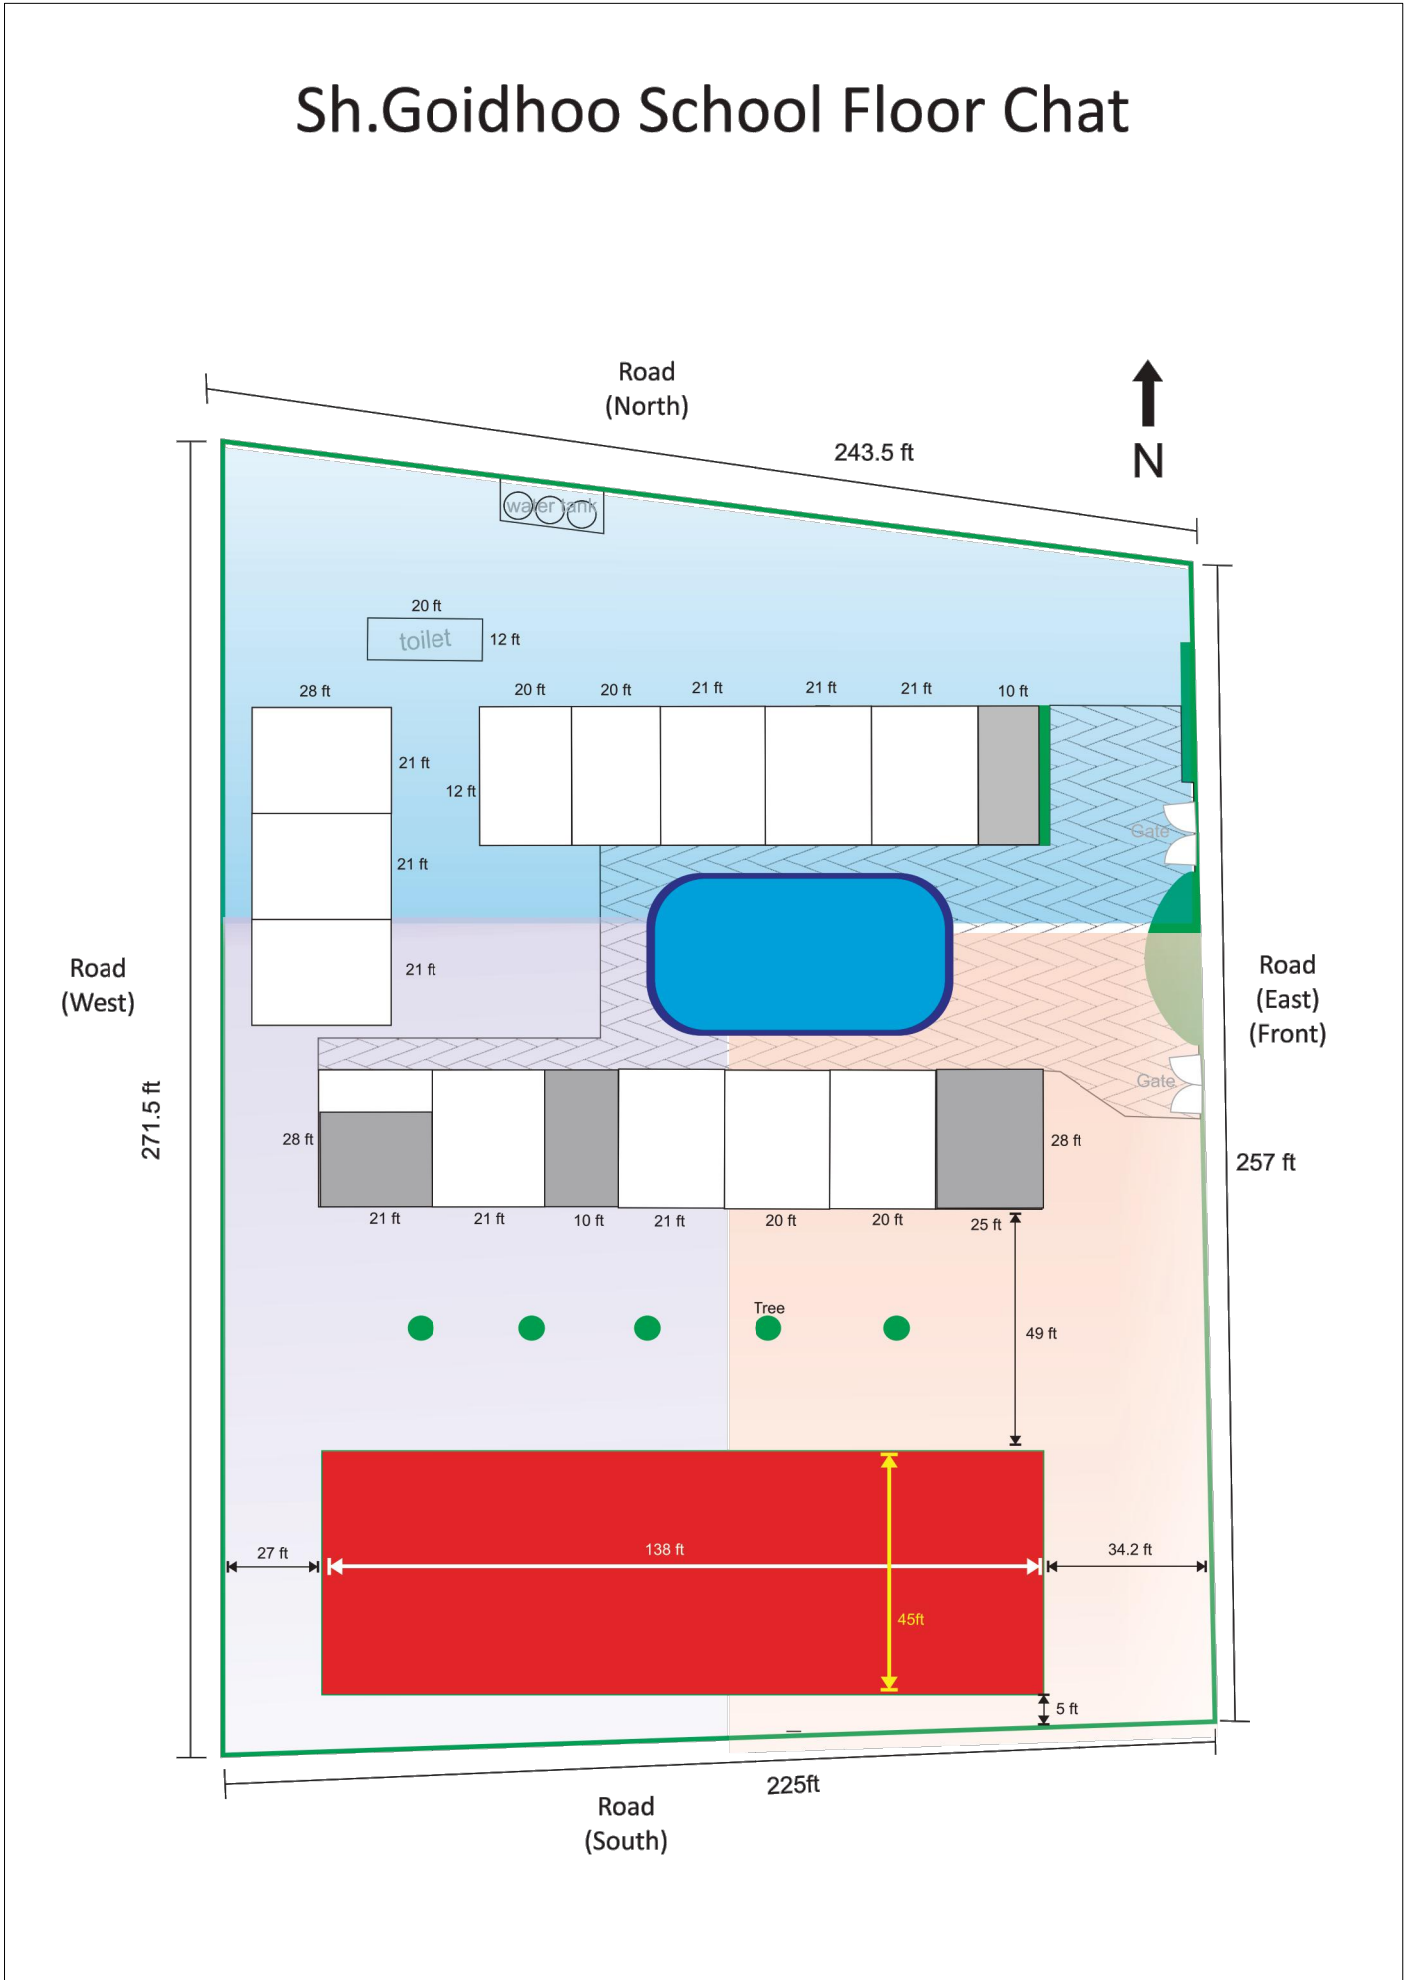 Sh.Goidhoo School Floor Chat
Road
(North)
243.5 ft
N
water tank
20 ft
toilet
12 ft
28 ft
20 ft
20 ft
21 ft
21 ft
21 ft
10 ft
21 ft
12 ft
Gate
21 ft
21 ft
Road
(West)
Road
(East)
(Front)
271.5 ft
Gate
28 ft
28 ft
257 ft
21 ft
21 ft
10 ft
21 ft
20 ft
20 ft
25 ft
Tree
49 ft
27 ft
138 ft
34.2 ft
45ft
5 ft
225ft
Road
(South)